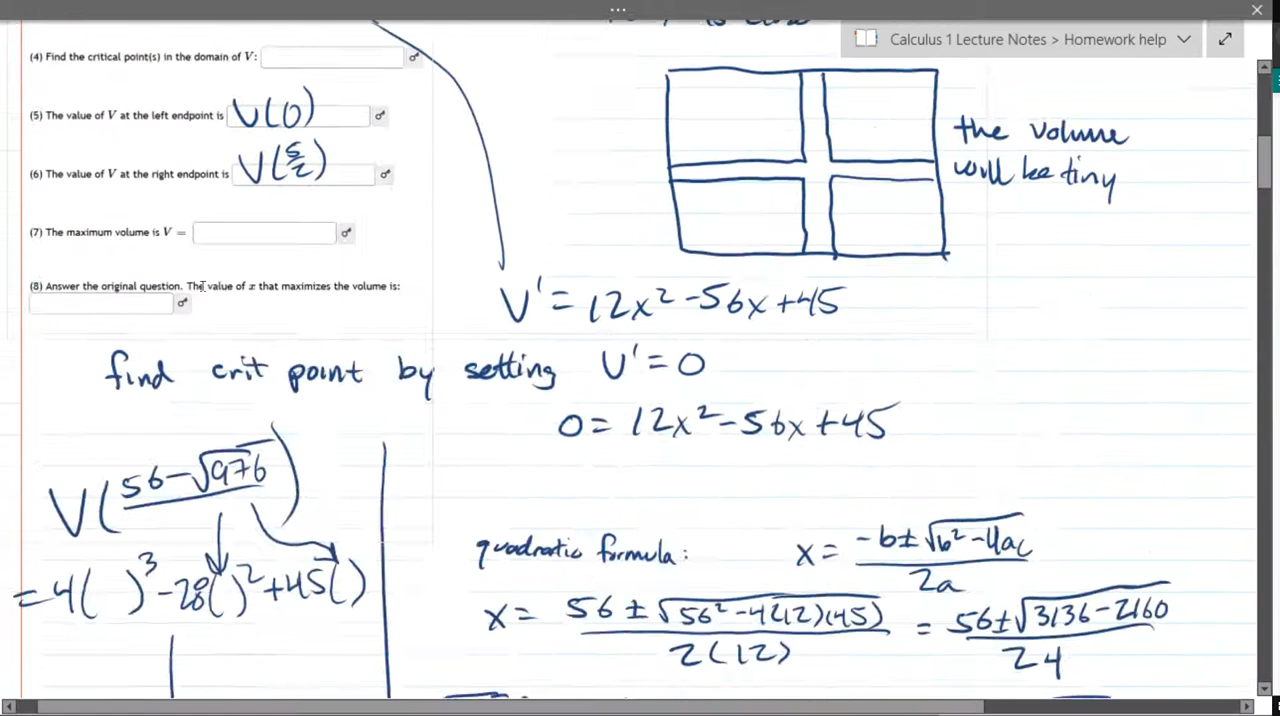 Calculus 1 Lecture Notes > Homework help
(4) Find the critical point(s) in the domain of V:
(5) The value of V at the left endpoint is V(0)
(6) The value of V at the right endpoint is V(5/2)
the volume
will be tiny
(7) The maximum volume is V =
(8) Answer the original question. The value of x that maximizes the volume is:
V' = 12x² - 56x + 45
find crit point by setting V' = 0
0 = 12x² - 56x + 45
V(56 - √976)
= 4( )³ - 28( )² + 45( )
quadratic formula: x = -b ± √b² - 4ac / 2a
x = 56 ± √56² - 4(12)(45) / 2(12) = 56 ± √3136 - 2160 / 24